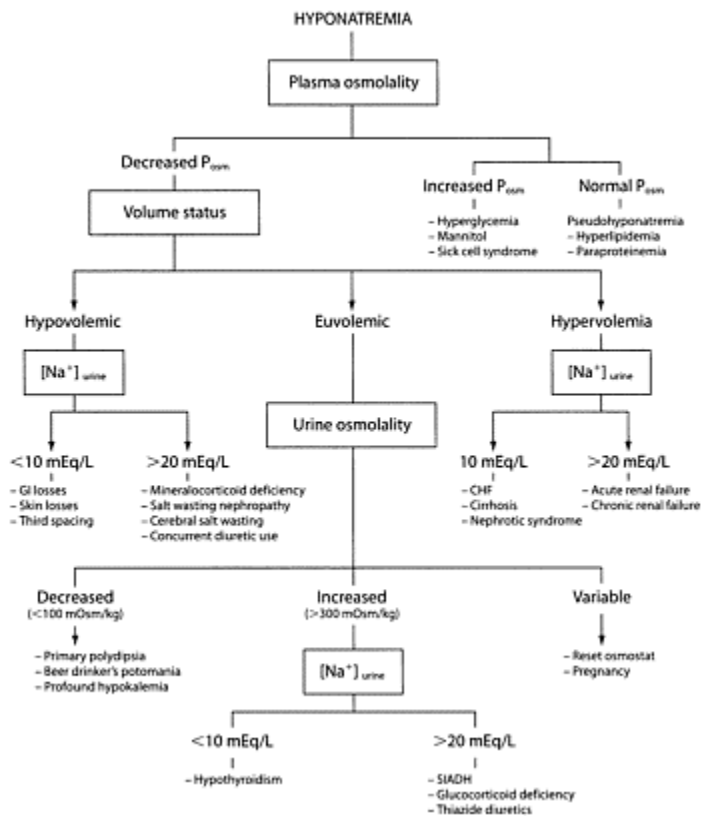 HYPONATREMIA
Plasma osmolality
Decreased Posm
Increased Posm
Normal Posm
– Hyperglycemia
– Mannitol
– Sick cell syndrome
Pseudohyponatremia
– Hyperlipidemia
– Paraproteinemia
Volume status
Hypovolemic
Euvolemic
Hypervolemia
[Na+] urine
[Na+] urine
Urine osmolality
<10 mEq/L
– GI losses
– Skin losses
– Third spacing
>20 mEq/L
– Mineralocorticoid deficiency
– Salt wasting nephropathy
– Cerebral salt wasting
– Concurrent diuretic use
10 mEq/L
– CHF
– Cirrhosis
– Nephrotic syndrome
>20 mEq/L
– Acute renal failure
– Chronic renal failure
Decreased
(<100 mOsm/kg)
– Primary polydipsia
– Beer drinker's potomania
– Profound hypokalemia
Increased
(>300 mOsm/kg)
[Na+] urine
Variable
– Reset osmostat
– Pregnancy
<10 mEq/L
– Hypothyroidism
>20 mEq/L
– SIADH
– Glucocorticoid deficiency
– Thiazide diuretics